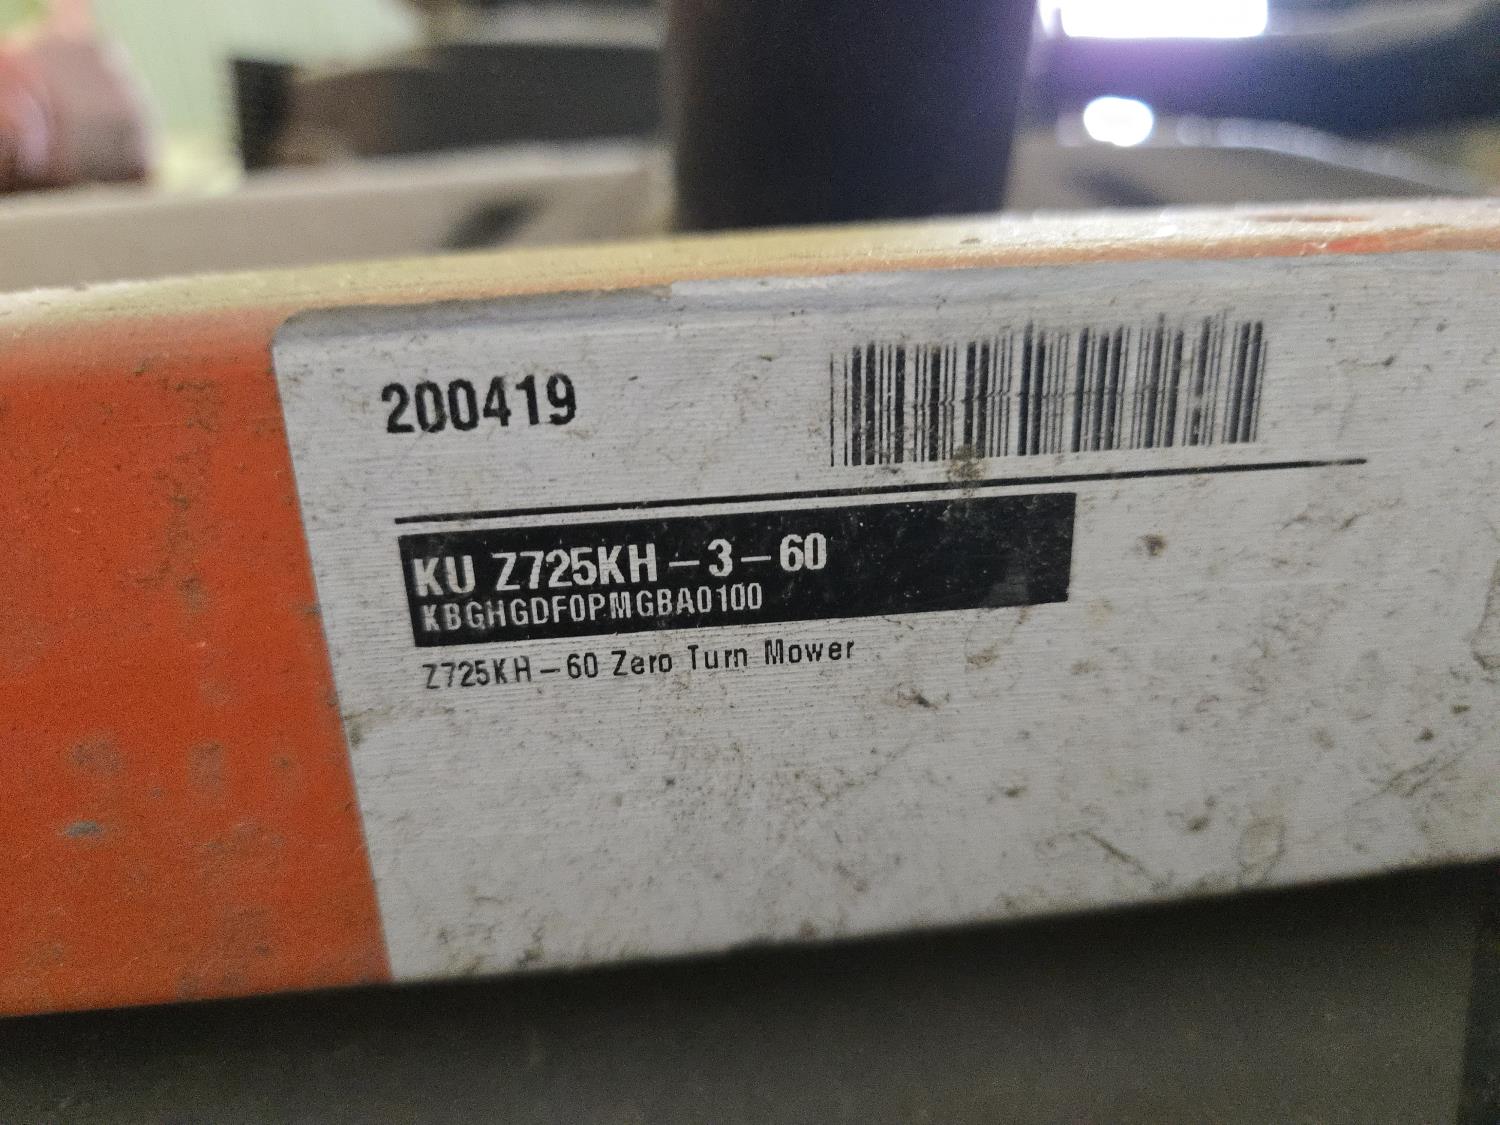 200419
KU Z725KH-3-60
KBGHGDF0PMGBA0100
Z725KH-60 Zero Turn Mower